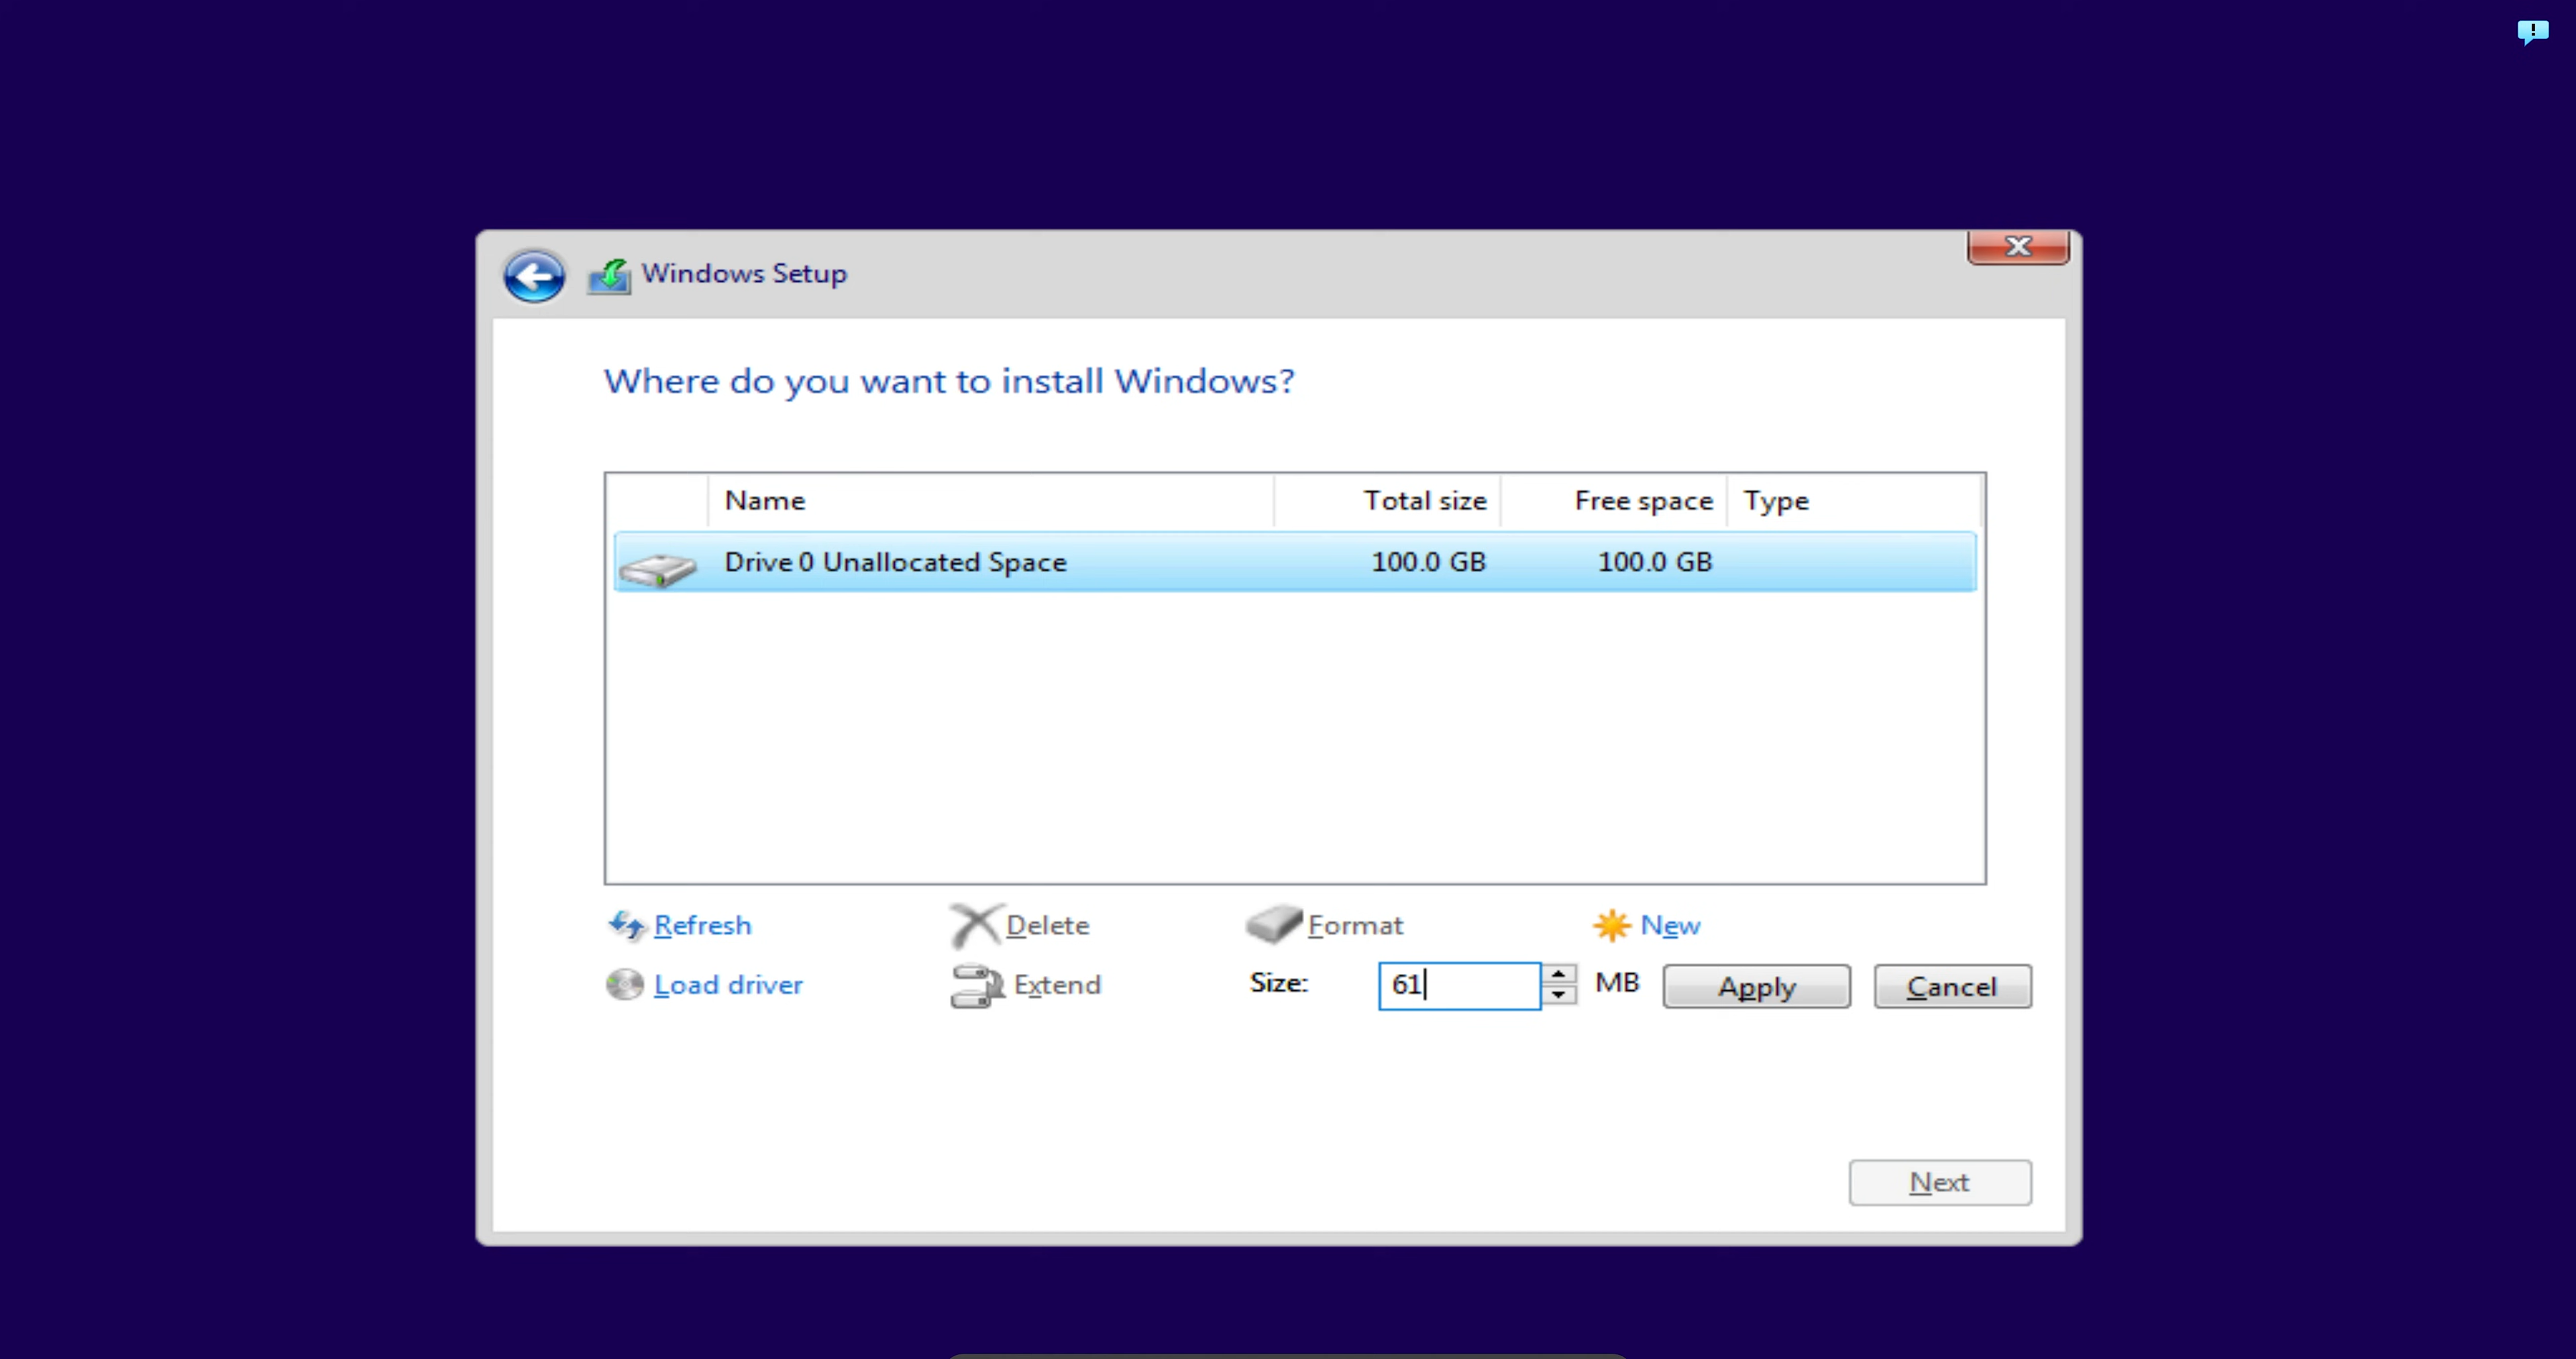 Windows Setup
Where do you want to install Windows?
Name Total size Free space Type
Drive 0 Unallocated Space 100.0 GB 100.0 GB
Refresh Delete Format New
Load driver Extend Size: 61 MB Apply Cancel
Next